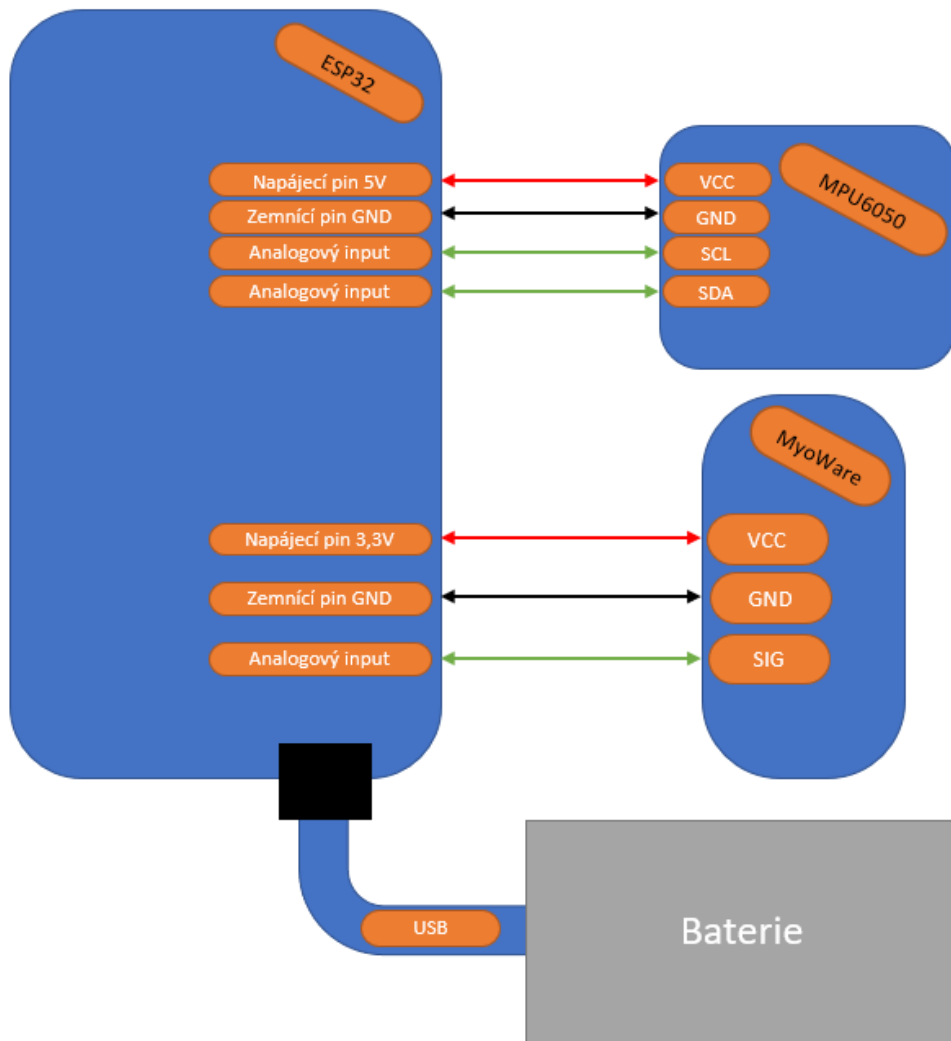 ESP32
Napájecí pin 5V
Zemnící pin GND
Analogový input
Analogový input
VCC
GND
SCL
SDA
MPU6050
MyoWare
Napájecí pin 3,3V
Zemnící pin GND
Analogový input
VCC
GND
SIG
USB
Baterie